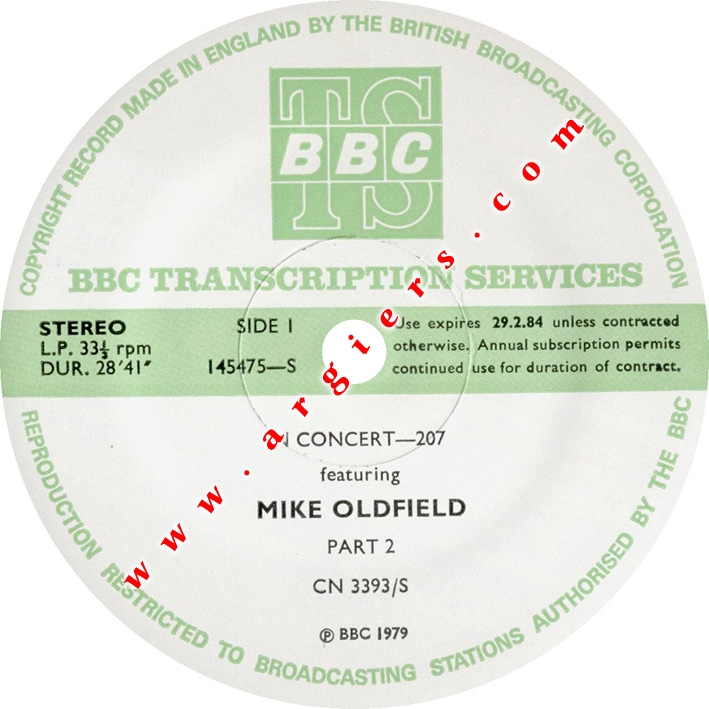 COPYRIGHT RECORD MADE IN ENGLAND BY THE BRITISH BROADCASTING CORPORATION
TS
BBC
BBC TRANSCRIPTION SERVICES
STEREO
L.P. 33⅓ rpm
DUR. 28'41"
SIDE 1
145475—S
Use expires 29.2.84 unless contracted
otherwise. Annual subscription permits
continued use for duration of contract.
IN CONCERT—207
featuring
MIKE OLDFIELD
PART 2
CN 3393/S
℗ BBC 1979
REPRODUCTION RESTRICTED TO BROADCASTING STATIONS AUTHORISED BY THE BBC
www.argiers.com